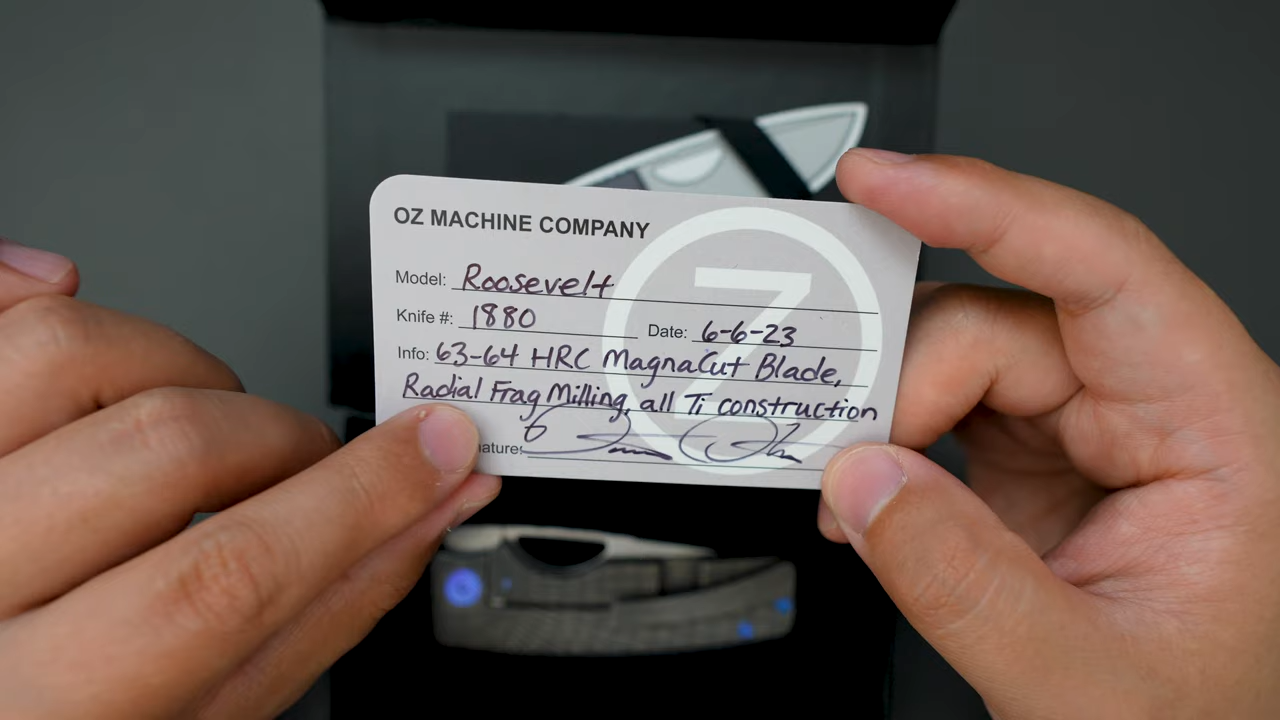 OZ MACHINE COMPANY
Model: Roosevelt
Knife #: 1880 Date: 6-6-23
Info: 63-64 HRC MagnaCut Blade,
Radial Frag Milling, all Ti construction
nature: